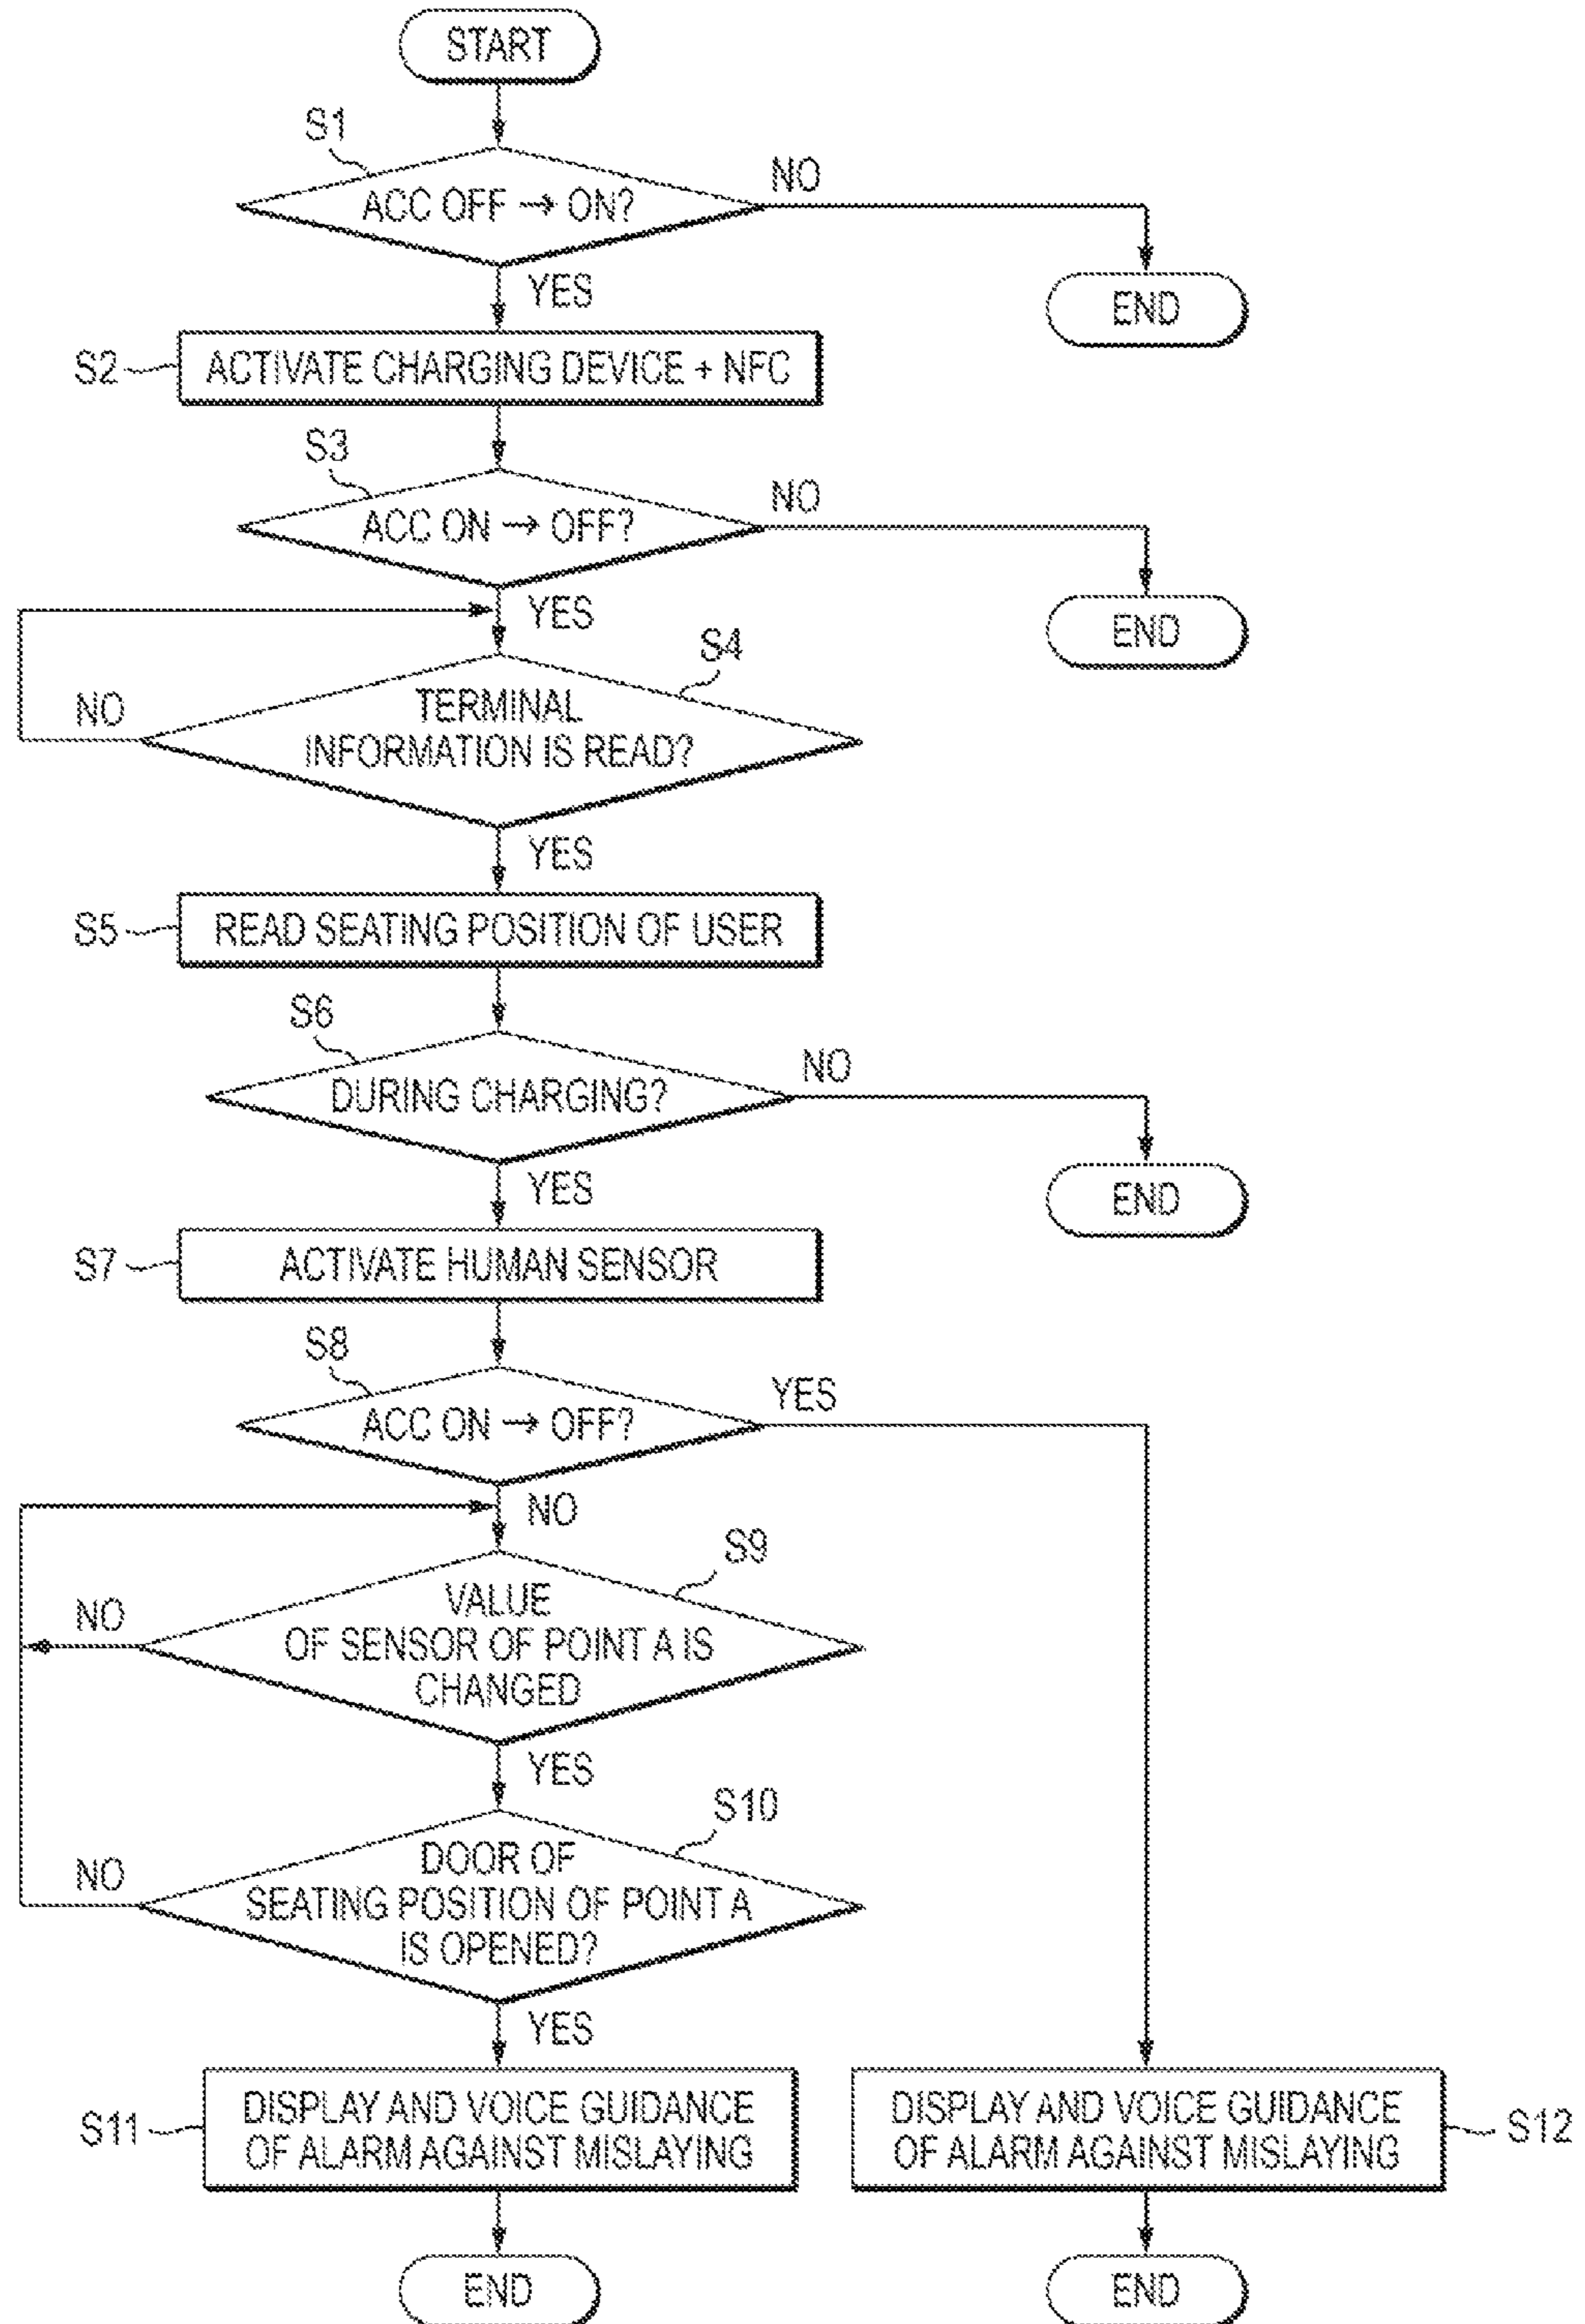 START
S1
NO
ACC OFF → ON?
END
YES
S2
ACTIVATE CHARGING DEVICE + NFC
S3
NO
ACC ON → OFF?
YES
END
S4
NO
TERMINAL
INFORMATION IS READ?
YES
S5
READ SEATING POSITION OF USER
S6
NO
DURING CHARGING?
YES
END
S7
ACTIVATE HUMAN SENSOR
S8
YES
ACC ON → OFF?
NO
S9
NO
VALUE
OF SENSOR OF POINT A IS
CHANGED
YES
S10
NO
DOOR OF
SEATING POSITION OF POINT A
IS OPENED?
YES
S11
DISPLAY AND VOICE GUIDANCE
OF ALARM AGAINST MISLAYING
DISPLAY AND VOICE GUIDANCE
OF ALARM AGAINST MISLAYING
S12
END
END